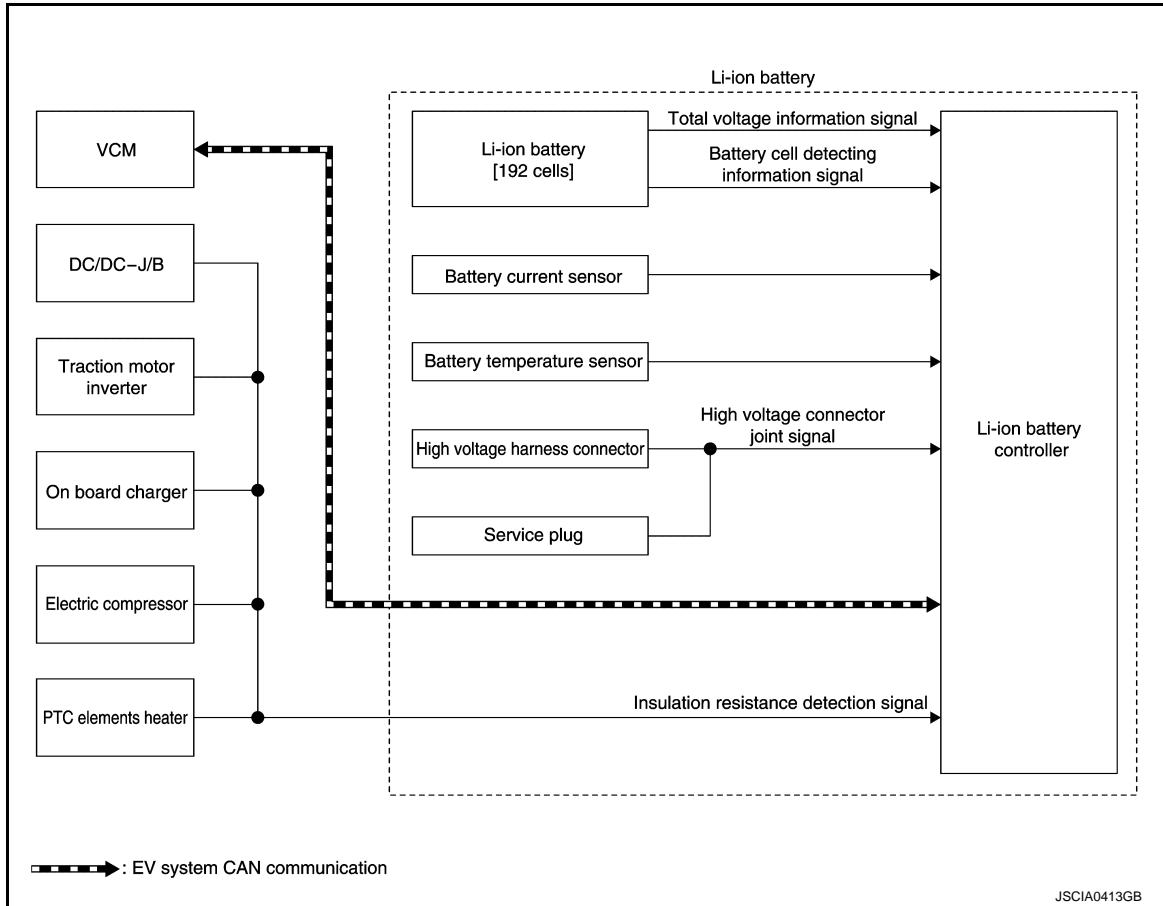 Li-ion battery
VCM
DC/DC–J/B
Traction motor
inverter
On board charger
Electric compressor
PTC elements heater
Li-ion battery
[192 cells]
Total voltage information signal
Battery cell detecting
information signal
Battery current sensor
Battery temperature sensor
High voltage harness connector
High voltage connector
joint signal
Service plug
Li-ion battery
controller
Insulation resistance detection signal
: EV system CAN communication
JSCIA0413GB